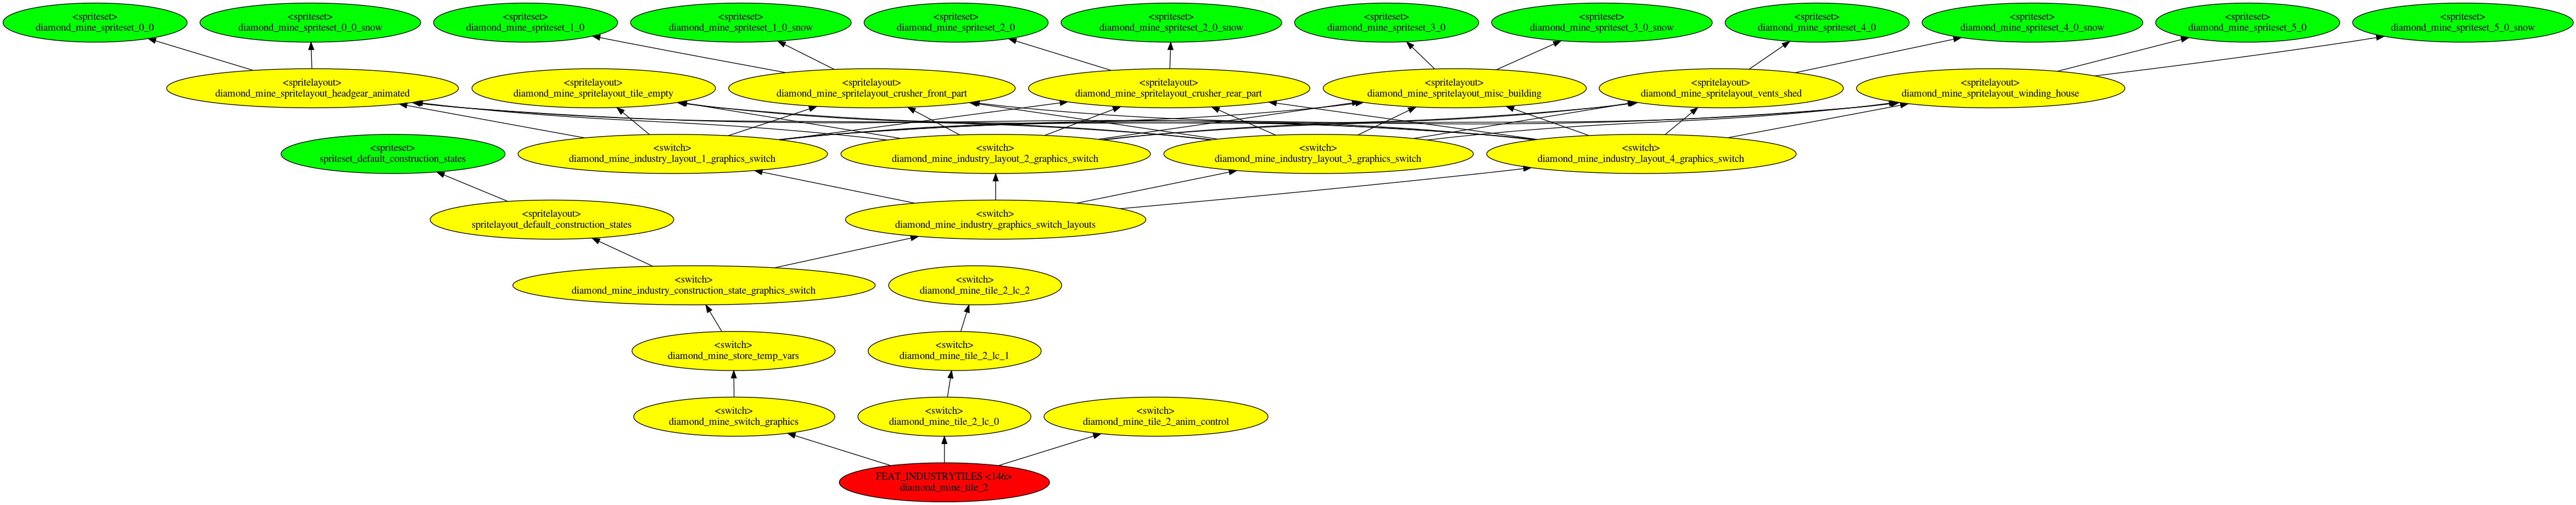 <spriteset>
diamond_mine_spriteset_0_0
<spriteset>
diamond_mine_spriteset_0_0_snow
<spriteset>
diamond_mine_spriteset_1_0
<spriteset>
diamond_mine_spriteset_1_0_snow
<spriteset>
diamond_mine_spriteset_2_0
<spriteset>
diamond_mine_spriteset_2_0_snow
<spriteset>
diamond_mine_spriteset_3_0
<spriteset>
diamond_mine_spriteset_3_0_snow
<spriteset>
diamond_mine_spriteset_4_0
<spriteset>
diamond_mine_spriteset_4_0_snow
<spriteset>
diamond_mine_spriteset_5_0
<spriteset>
diamond_mine_spriteset_5_0_snow
<spritelayout>
diamond_mine_spritelayout_headgear_animated
<spritelayout>
diamond_mine_spritelayout_tile_empty
<spritelayout>
diamond_mine_spritelayout_crusher_front_part
<spritelayout>
diamond_mine_spritelayout_crusher_rear_part
<spritelayout>
diamond_mine_spritelayout_misc_building
<spritelayout>
diamond_mine_spritelayout_vents_shed
<spritelayout>
diamond_mine_spritelayout_winding_house
<spriteset>
spriteset_default_construction_states
<switch>
diamond_mine_industry_layout_1_graphics_switch
<switch>
diamond_mine_industry_layout_2_graphics_switch
<switch>
diamond_mine_industry_layout_3_graphics_switch
<switch>
diamond_mine_industry_layout_4_graphics_switch
<spritelayout>
spritelayout_default_construction_states
<switch>
diamond_mine_industry_graphics_switch_layouts
<switch>
diamond_mine_industry_construction_state_graphics_switch
<switch>
diamond_mine_tile_2_lc_2
<switch>
diamond_mine_store_temp_vars
<switch>
diamond_mine_tile_2_lc_1
<switch>
diamond_mine_switch_graphics
<switch>
diamond_mine_tile_2_lc_0
<switch>
diamond_mine_tile_2_anim_control
FEAT_INDUSTRYTILES <146>
diamond_mine_tile_2